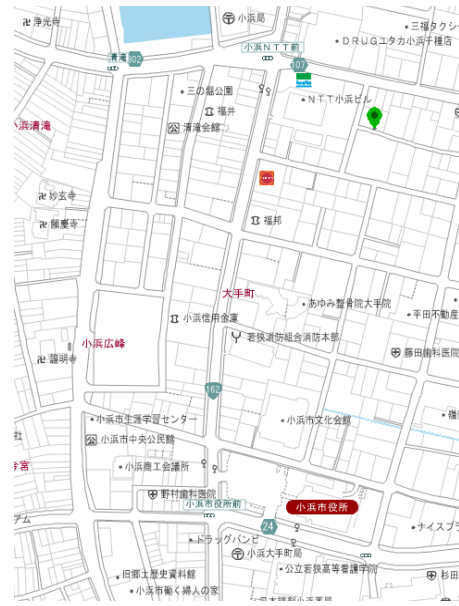 浄光寺
小浜局
三福タクシー
DRUGユタカ小浜千種店
小浜NTT前
清滝
302
107
三の堀公園
NTT小浜ビル
福井
清滝会館
小浜清滝
妙玄寺
願慶寺
福邦
大手町
あゆみ整骨院大手院
平田不動産
小浜信用金庫
小浜広峰
若狭消防組合消防本部
藤田歯科医院
證明寺
162
小浜市生涯学習センター
小浜市文化会館
小浜市中央公民館
小浜商工会議所
野村歯科医院
小浜市役所前
小浜市役所
24
ナイスプラ
ドラッグバンビ
小浜大手町局
公立若狭高等看護学院
旧郷土歴史資料館
杉田
小浜市働く婦人の家